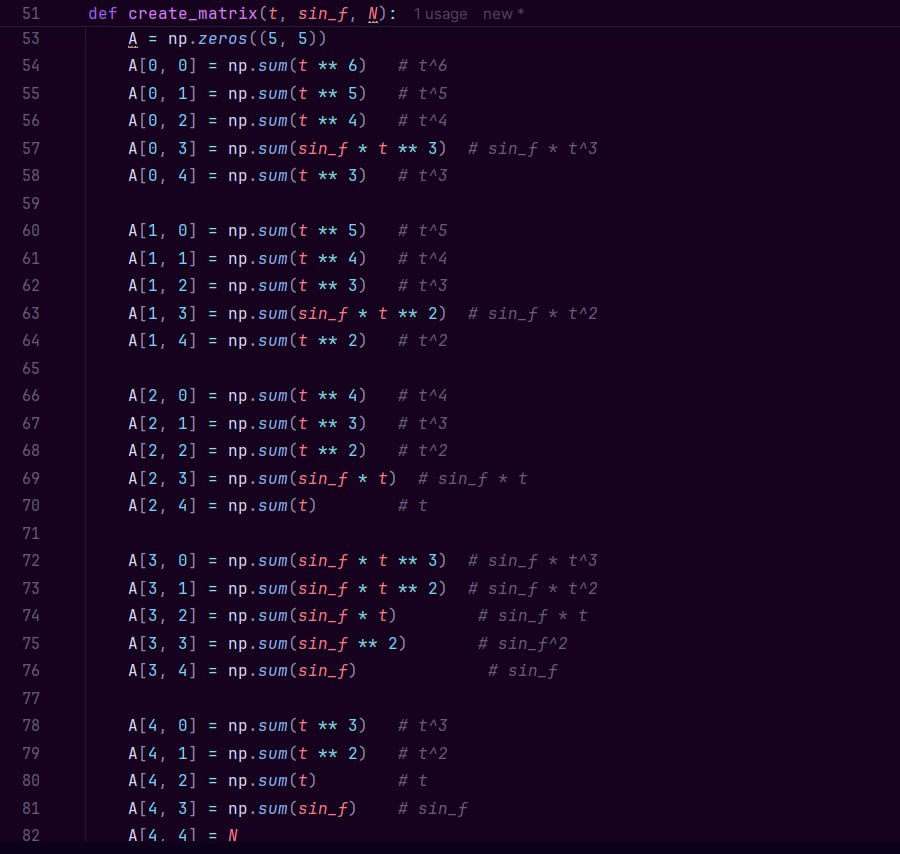 51 def create_matrix(t, sin_f, N): 1 usage new *
53 A = np.zeros((5, 5))
54 A[0, 0] = np.sum(t ** 6) # t^6
55 A[0, 1] = np.sum(t ** 5) # t^5
56 A[0, 2] = np.sum(t ** 4) # t^4
57 A[0, 3] = np.sum(sin_f * t ** 3) # sin_f * t^3
58 A[0, 4] = np.sum(t ** 3) # t^3
59
60 A[1, 0] = np.sum(t ** 5) # t^5
61 A[1, 1] = np.sum(t ** 4) # t^4
62 A[1, 2] = np.sum(t ** 3) # t^3
63 A[1, 3] = np.sum(sin_f * t ** 2) # sin_f * t^2
64 A[1, 4] = np.sum(t ** 2) # t^2
65
66 A[2, 0] = np.sum(t ** 4) # t^4
67 A[2, 1] = np.sum(t ** 3) # t^3
68 A[2, 2] = np.sum(t ** 2) # t^2
69 A[2, 3] = np.sum(sin_f * t) # sin_f * t
70 A[2, 4] = np.sum(t) # t
71
72 A[3, 0] = np.sum(sin_f * t ** 3) # sin_f * t^3
73 A[3, 1] = np.sum(sin_f * t ** 2) # sin_f * t^2
74 A[3, 2] = np.sum(sin_f * t) # sin_f * t
75 A[3, 3] = np.sum(sin_f ** 2) # sin_f^2
76 A[3, 4] = np.sum(sin_f) # sin_f
77
78 A[4, 0] = np.sum(t ** 3) # t^3
79 A[4, 1] = np.sum(t ** 2) # t^2
80 A[4, 2] = np.sum(t) # t
81 A[4, 3] = np.sum(sin_f) # sin_f
82 A[4, 4] = N